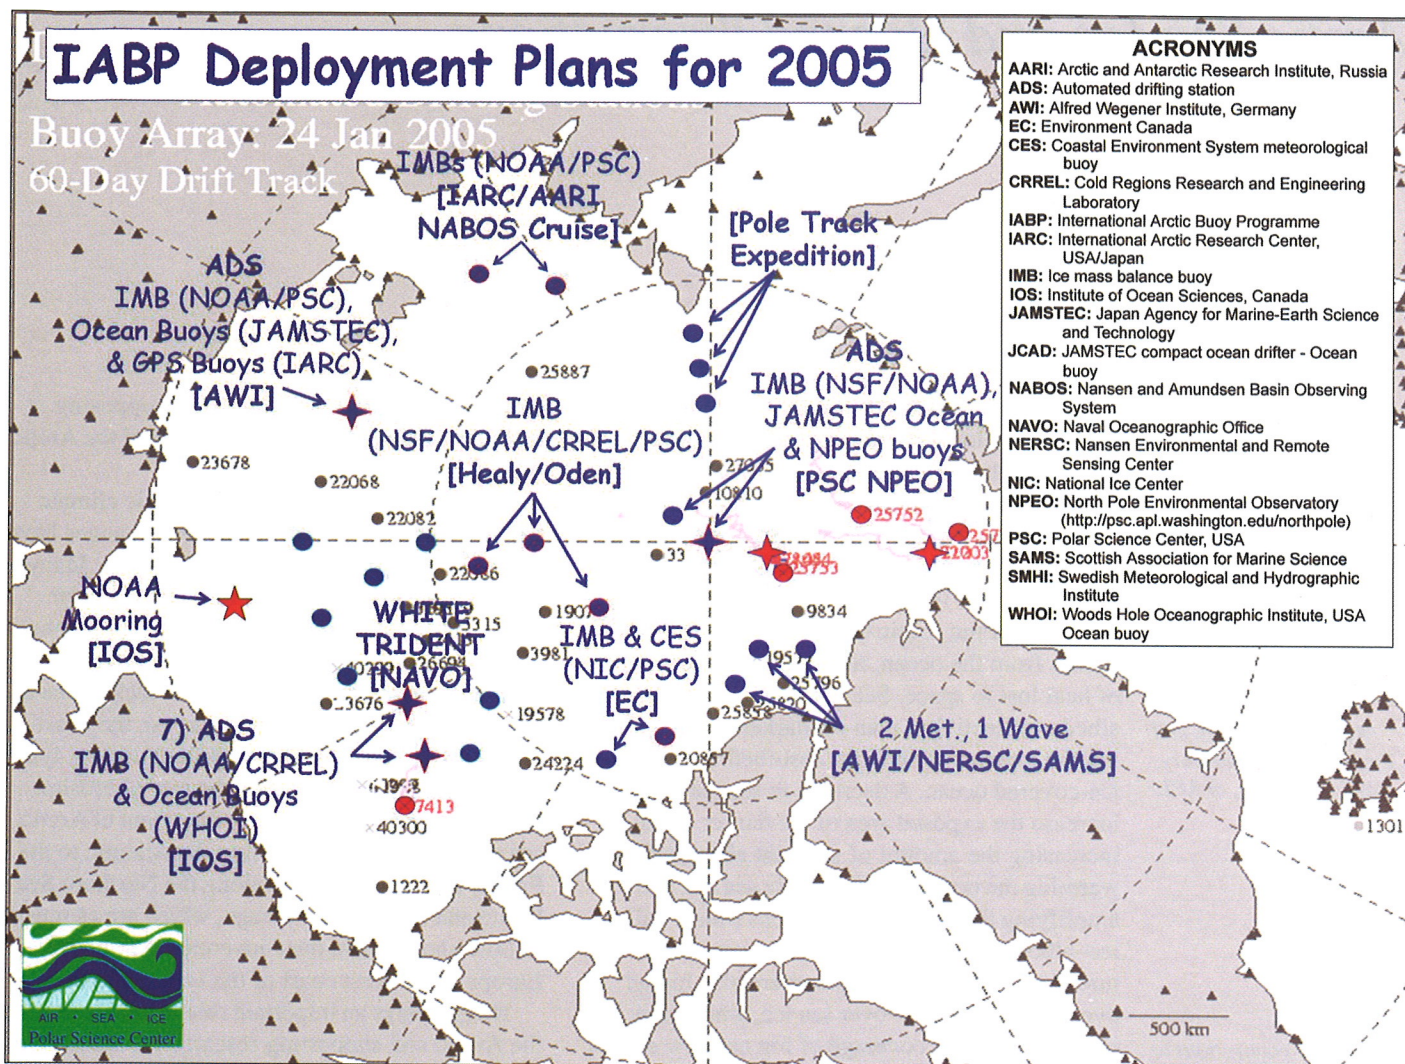 IABP Deployment Plans for 2005
Buoy Array: 24 Jan 2005
60-Day Drift Track
ACRONYMS
AARI: Arctic and Antarctic Research Institute, Russia
ADS: Automated drifting station
AWI: Alfred Wegener Institute, Germany
EC: Environment Canada
CES: Coastal Environment System meteorological
buoy
CRREL: Cold Regions Research and Engineering
Laboratory
IABP: International Arctic Buoy Programme
IARC: International Arctic Research Center,
USA/Japan
IMB: Ice mass balance buoy
IOS: Institute of Ocean Sciences, Canada
JAMSTEC: Japan Agency for Marine-Earth Science
and Technology
JCAD: JAMSTEC compact ocean drifter - Ocean
buoy
NABOS: Nansen and Amundsen Basin Observing
System
NAVO: Naval Oceanographic Office
NERSC: Nansen Environmental and Remote
Sensing Center
NIC: National Ice Center
NPEO: North Pole Environmental Observatory
(http://psc.apl.washington.edu/northpole)
PSC: Polar Science Center, USA
SAMS: Scottish Association for Marine Science
SMHI: Swedish Meteorological and Hydrographic
Institute
WHOI: Woods Hole Oceanographic Institute, USA
Ocean buoy
IMBs (NOAA/PSC)
[IARC/AARI
NABOS Cruise]
[Pole Track
Expedition]
ADS
IMB (NOAA/PSC),
Ocean Buoys (JAMSTEC),
& GPS Buoys (IARC)
[AWI]
ADS
IMB (NSF/NOAA),
JAMSTEC Ocean
& NPEO buoys
[PSC NPEO]
25887
IMB
(NSF/NOAA/CRREL/PSC)
[Healy/Oden]
23678
22068
22082
10810
25752
33
25753
9834
NOAA
Mooring
[IOS]
WHITE
TRIDENT
[NAVO]
5315
3981
26694
IMB & CES
(NIC/PSC)
[EC]
25796
25858
19578
24224
20857
2 Met., 1 Wave
[AWI/NERSC/SAMS]
7) ADS
IMB (NOAA/CRREL)
& Ocean Buoys
(WHOI)
[IOS]
7413
40300
1222
1301
AIR • SEA • ICE
Polar Science Center
500 km